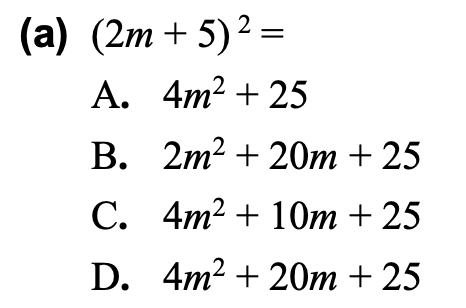 (a) (2m + 5)² =
A. 4m² + 25
B. 2m² + 20m + 25
C. 4m² + 10m + 25
D. 4m² + 20m + 25